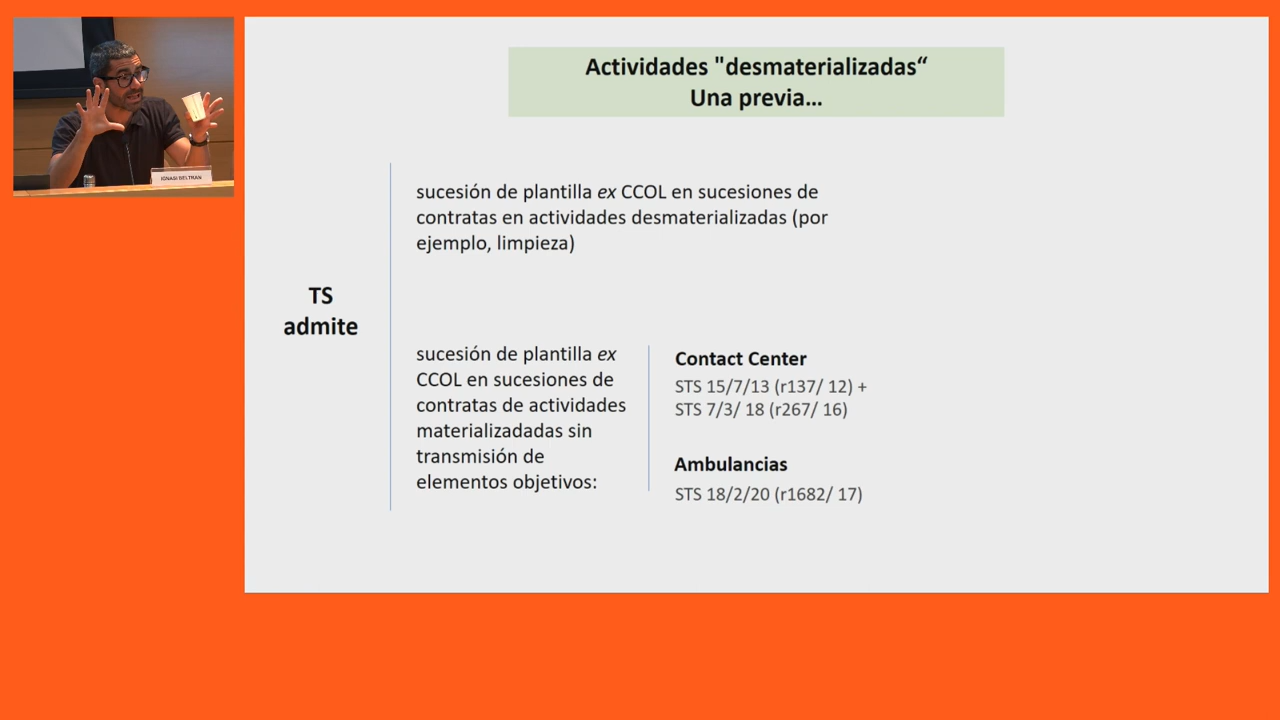 IGNASI BELTRAN
Actividades "desmaterializadas“
Una previa...
sucesión de plantilla ex CCOL en sucesiones de
contratas en actividades desmaterializadas (por
ejemplo, limpieza)
TS
admite
sucesión de plantilla ex
CCOL en sucesiones de
contratas de actividades
materializadadas sin
transmisión de
elementos objetivos:
Contact Center
STS 15/7/13 (r137/ 12) +
STS 7/3/ 18 (r267/ 16)
Ambulancias
STS 18/2/20 (r1682/ 17)